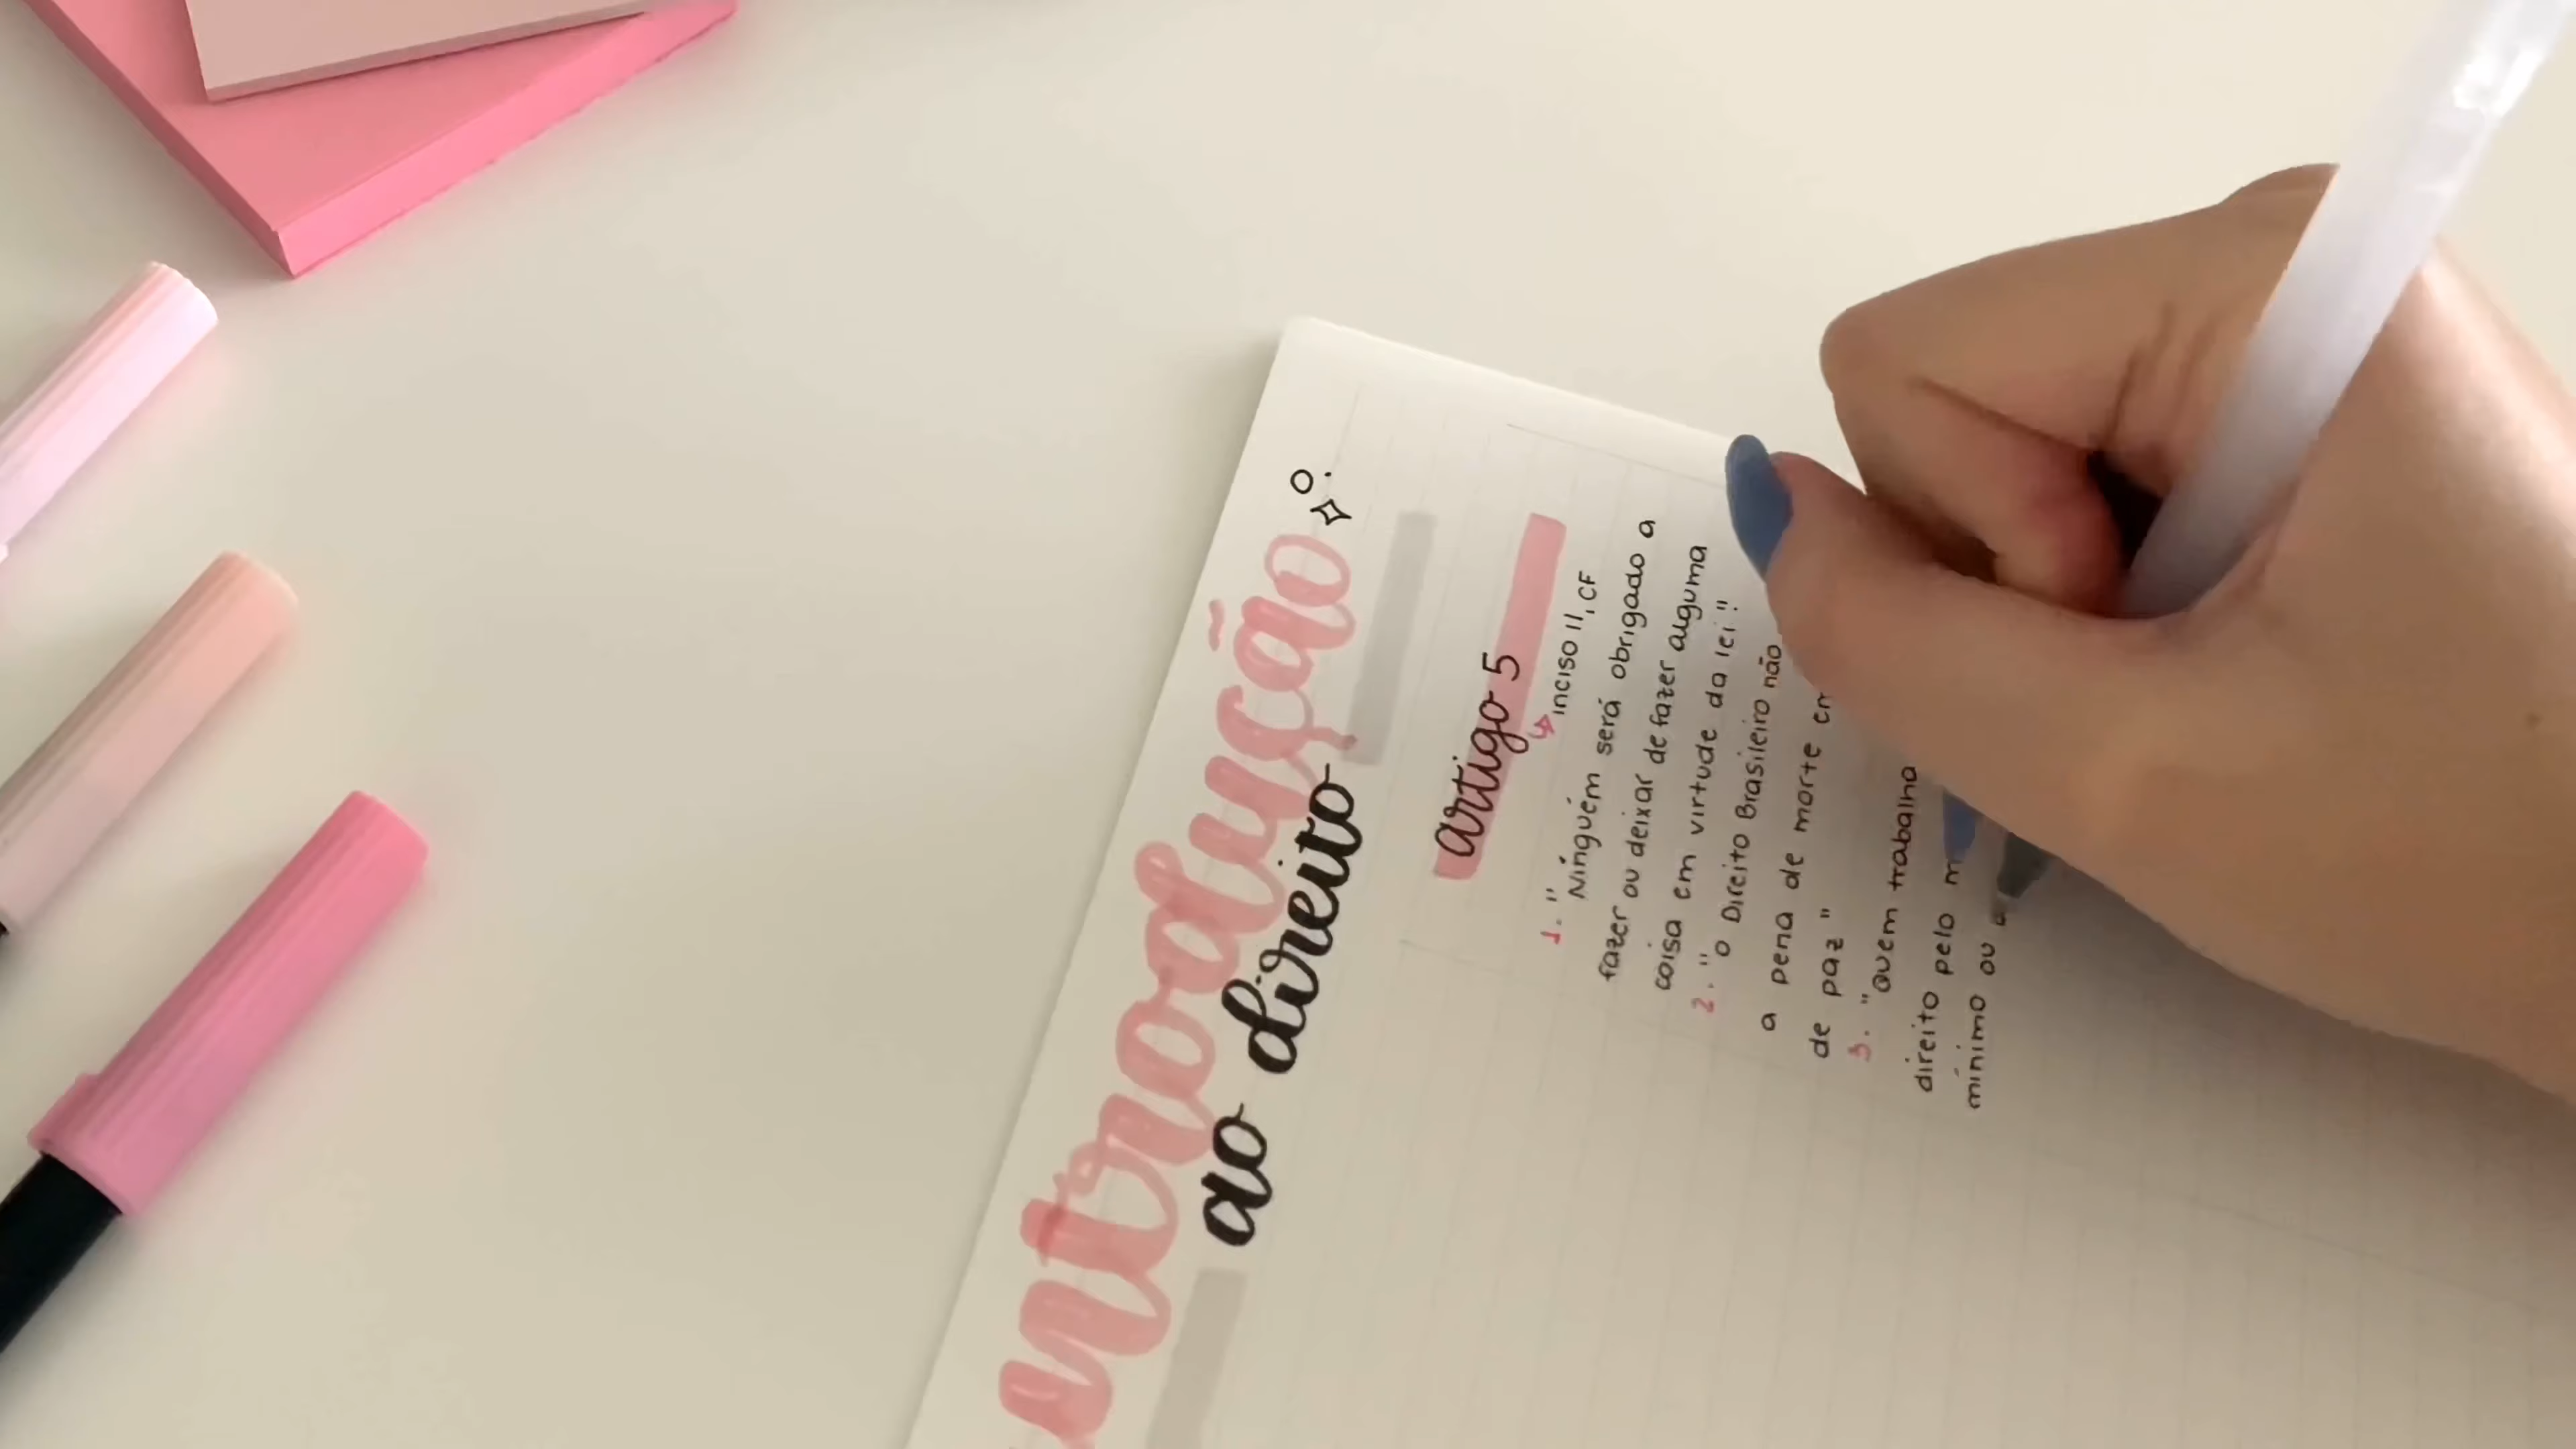 introdução
ao direito
artigo 5
↳ inciso II, CF
1. " Ninguém será obrigado a
fazer ou deixar de fazer alguma
coisa em virtude da lei."
2. " O Direito Brasileiro não
a pena de morte em
de paz "
3. " Quem trabalha
direito pelo
mínimo ou